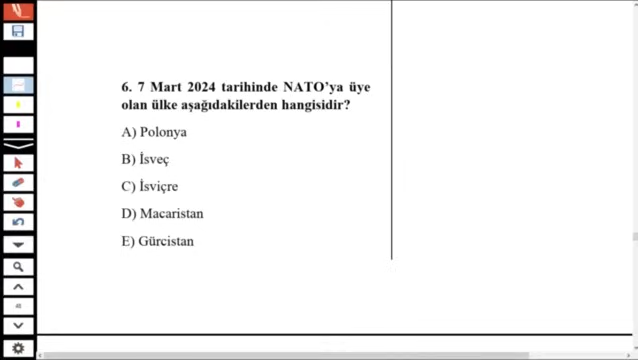 6. 7 Mart 2024 tarihinde NATO’ya üye
olan ülke aşağıdakilerden hangisidir?
A) Polonya
B) İsveç
C) İsviçre
D) Macaristan
E) Gürcistan